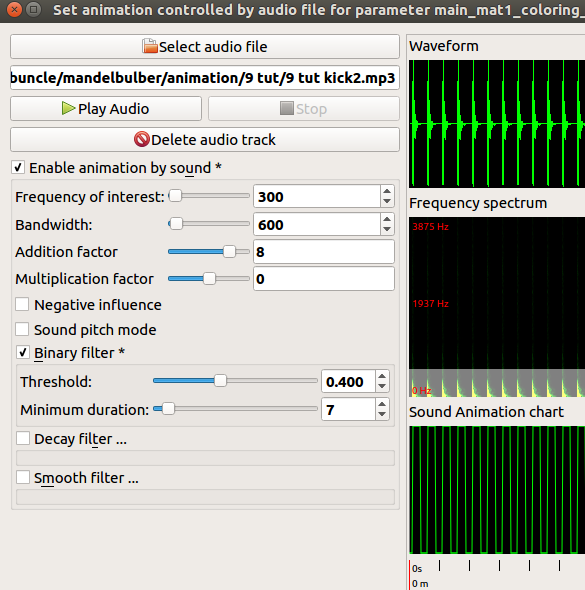 Set animation controlled by audio file for parameter main_mat1_coloring_
Select audio file
buncle/mandelbulber/animation/9 tut/9 tut kick2.mp3
Play Audio
Stop
Delete audio track
Enable animation by sound *
Frequency of interest: 300
Bandwidth: 600
Addition factor 8
Multiplication factor 0
Negative influence
Sound pitch mode
Binary filter *
Threshold: 0.400
Minimum duration: 7
Decay filter ...
Smooth filter ...
Waveform
Frequency spectrum
3875 Hz
1937 Hz
0 Hz
Sound Animation chart
0s
0 m